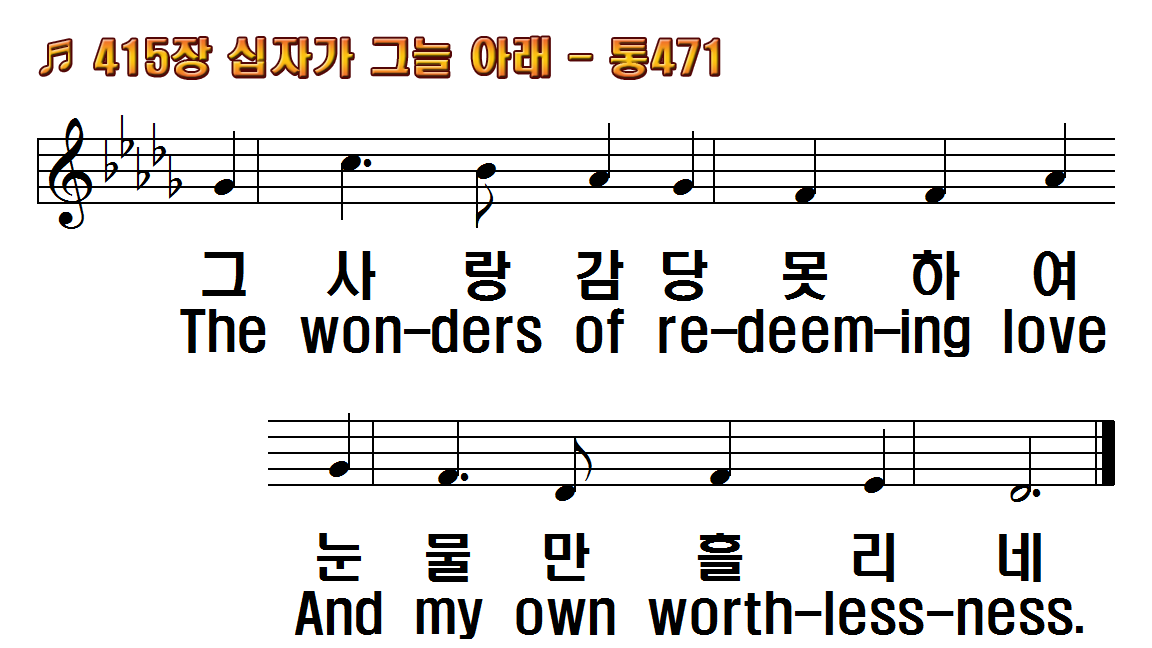 415장 십자가 그늘 아래 - 통471
그 사 랑 감 당 못 하 여
The won-ders of re-deem-ing love
눈 물 만 흘 리 네
And my own worth-less-ness.